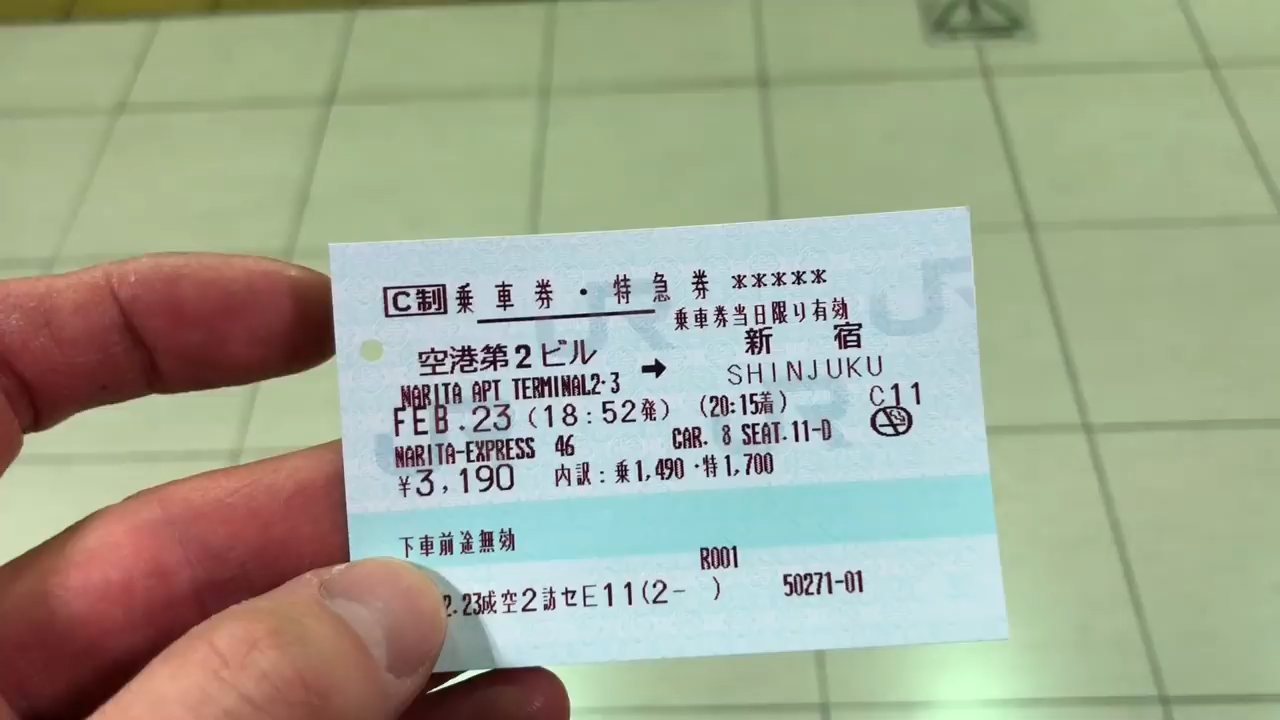 C制 乗車券・特急券 *****
乗車券当日限り有効
空港第2ビル → 新宿
NARITA APT TERMINAL2・3 SHINJUKU
FEB.23 (18:52発) (20:15着) C11
NARITA-EXPRESS 46 CAR. 8 SEAT.11-D
¥3,190 内訳:乗1,490・特1,700
下車前途無効
R001
2.23成空2訪セE11(2- ) 50271-01